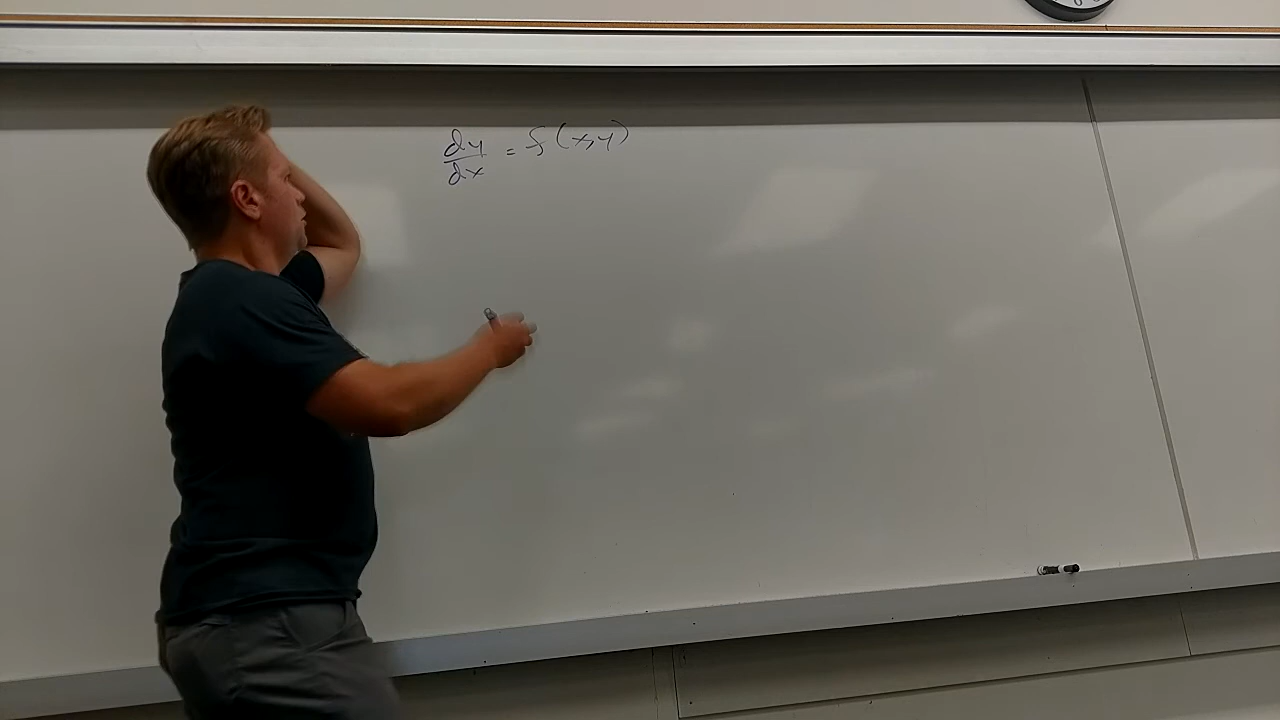 dy/dx = f(x,y)